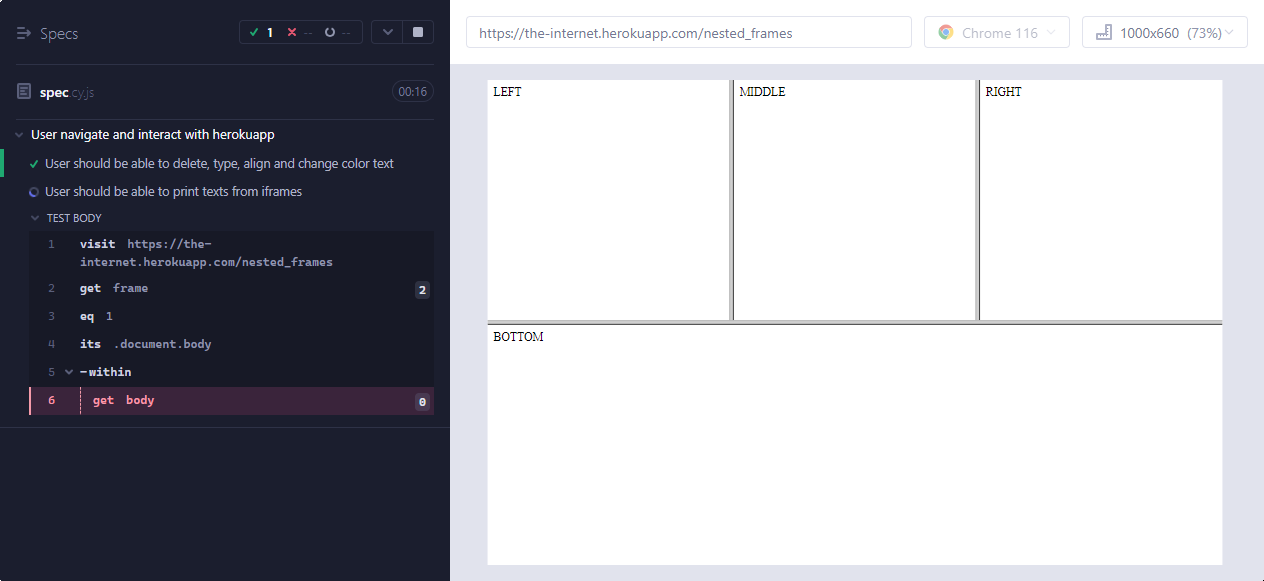 Specs
1 -- --
spec.cy.js 00:16
User navigate and interact with herokuapp
User should be able to delete, type, align and change color text
User should be able to print texts from iframes
TEST BODY
1 visit https://the-
internet.herokuapp.com/nested_frames
2 get frame 2
3 eq 1
4 its .document.body
5 -within
6 get body 0
https://the-internet.herokuapp.com/nested_frames Chrome 116 1000x660 (73%)
LEFT MIDDLE RIGHT
BOTTOM